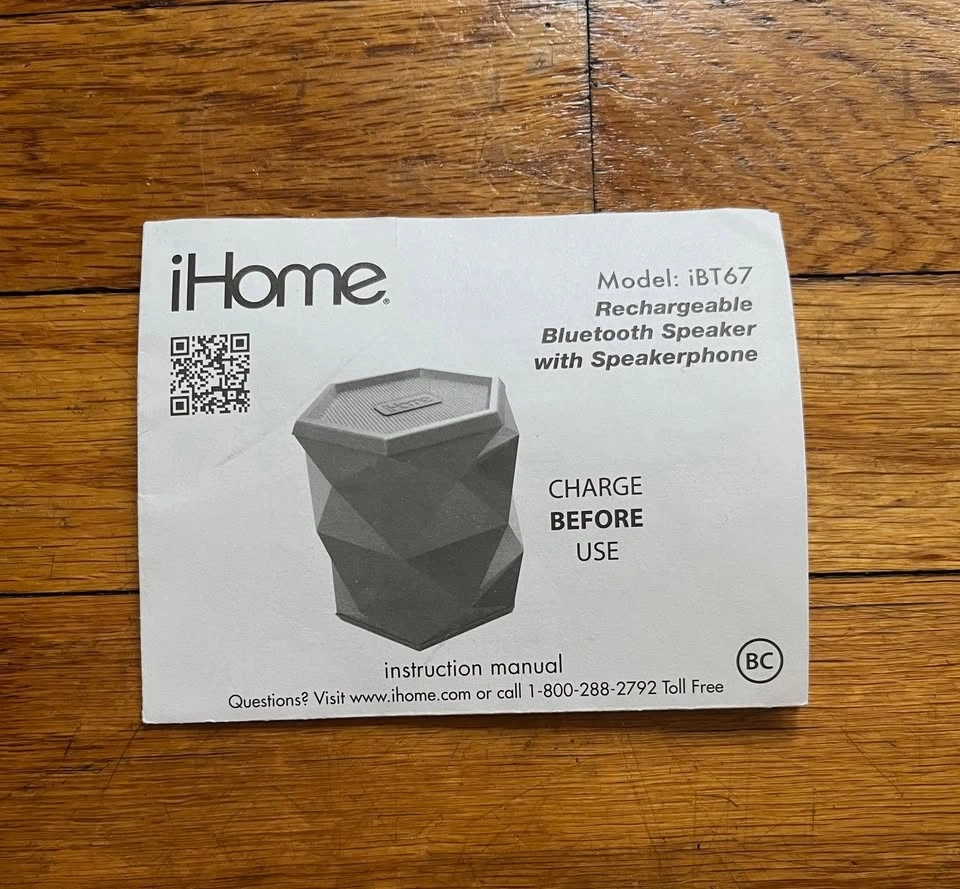 iHome®
Model: iBT67
Rechargeable
Bluetooth Speaker
with Speakerphone
iHome
CHARGE
BEFORE
USE
instruction manual
BC
Questions? Visit www.ihome.com or call 1-800-288-2792 Toll Free